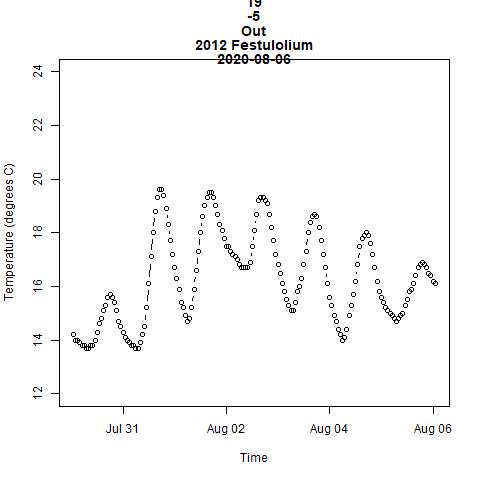 19
-5
Out
2012 Festulolium
2020-08-06
Temperature (degrees C)
24
22
20
18
16
14
12
Jul 31
Aug 02
Aug 04
Aug 06
Time